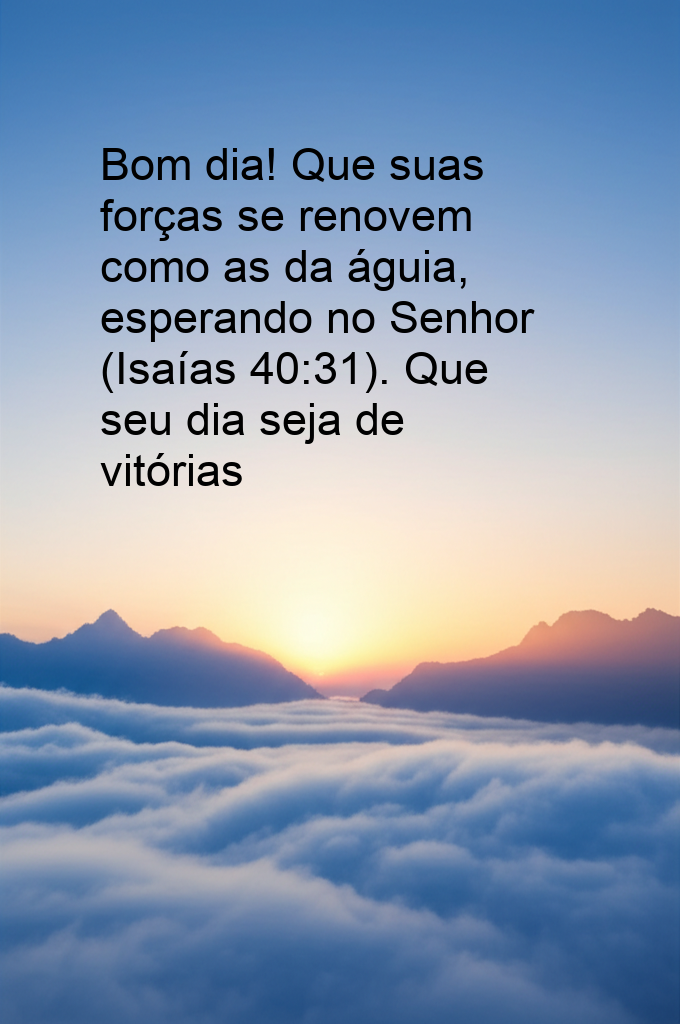 Bom dia! Que suas
forças se renovem
como as da águia,
esperando no Senhor
(Isaías 40:31). Que
seu dia seja de
vitórias